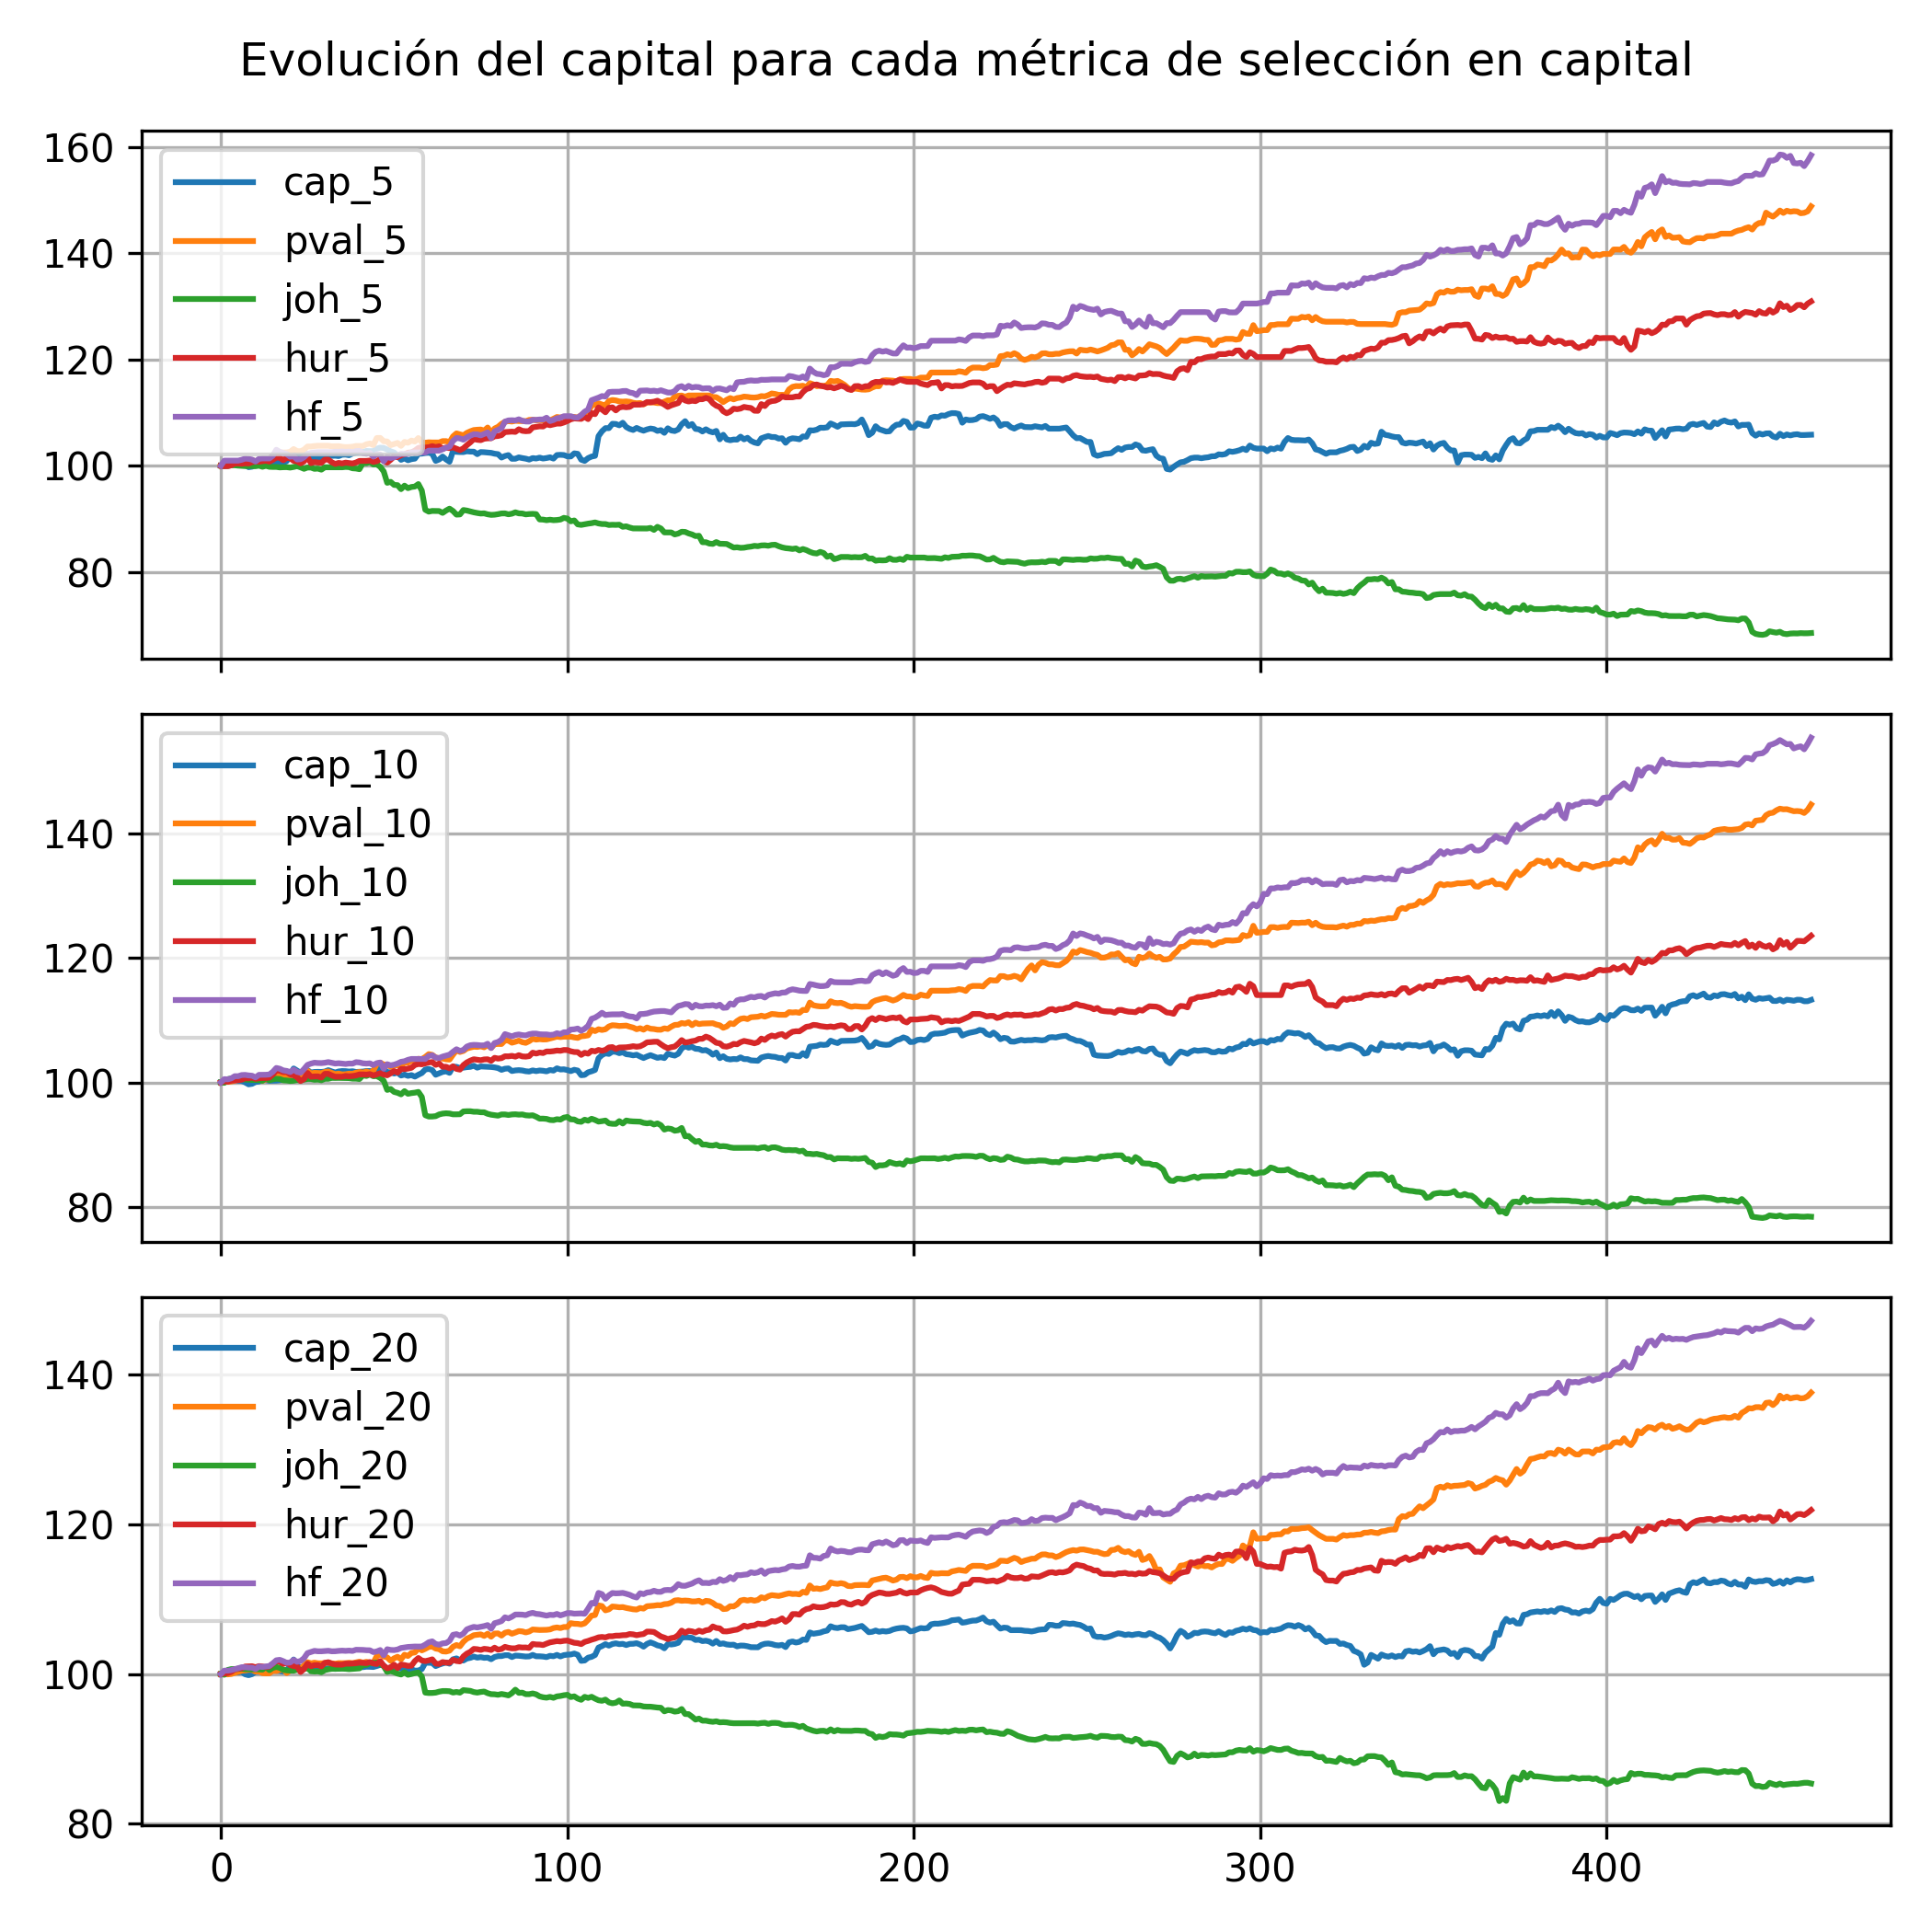 Evolución del capital para cada métrica de selección en capital
160
140
120
100
80
cap_5
pval_5
joh_5
hur_5
hf_5
140
120
100
80
cap_10
pval_10
joh_10
hur_10
hf_10
140
120
100
80
cap_20
pval_20
joh_20
hur_20
hf_20
0 100 200 300 400